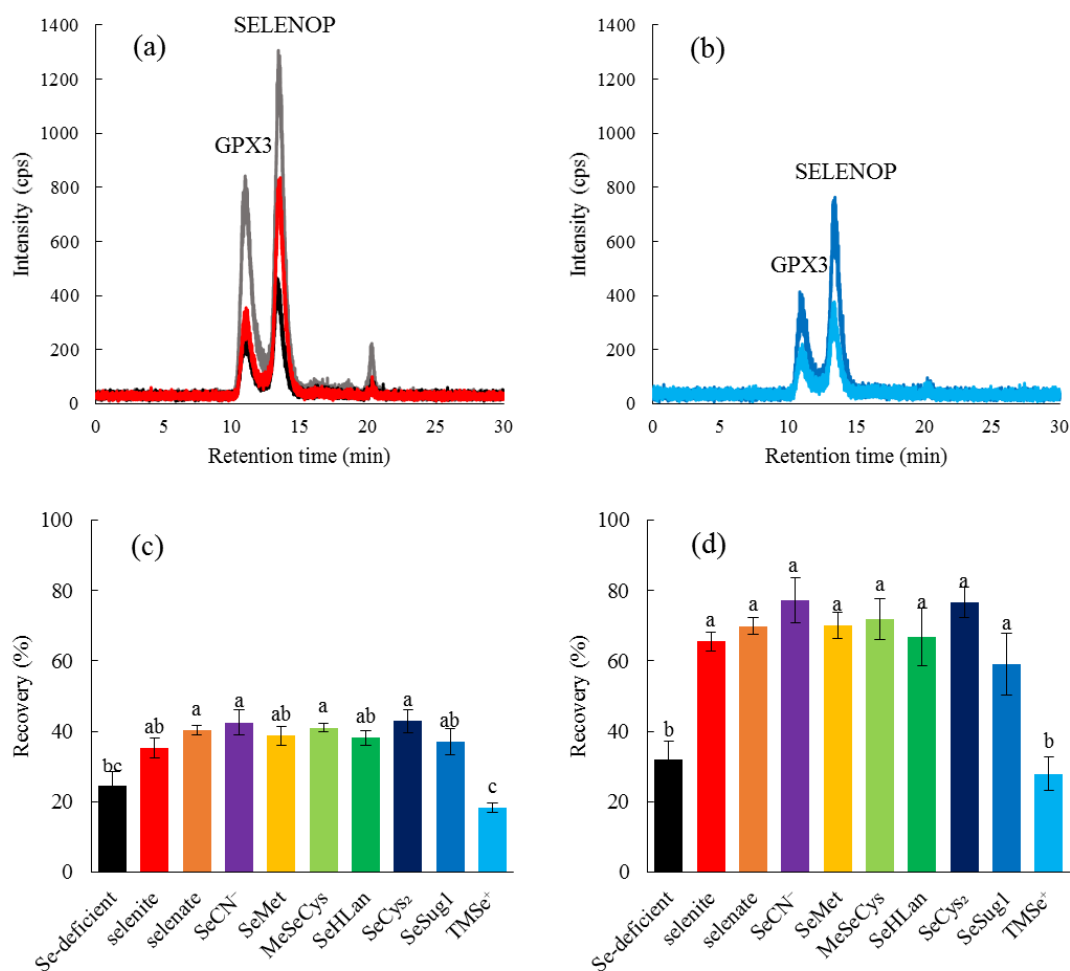 (a)
SELENOP
GPX3
1400
1200
1000
800
600
400
200
0
Intensity (cps)
0 5 10 15 20 25 30
Retention time (min)
(b)
SELENOP
GPX3
1400
1200
1000
800
600
400
200
0
Intensity (cps)
0 5 10 15 20 25 30
Retention time (min)
(c)
100
80
60
40
20
0
Recovery (%)
bc ab a a ab a ab a ab c
Se-deficient
selenite
selenate
SeCN⁻
SeMet
MeSeCys
SeHLan
SeCys₂
SeSug1
TMSe⁺
(d)
100
80
60
40
20
0
Recovery (%)
b a a a a a a a a b
Se-deficient
selenite
selenate
SeCN⁻
SeMet
MeSeCys
SeHLan
SeCys₂
SeSug1
TMSe⁺